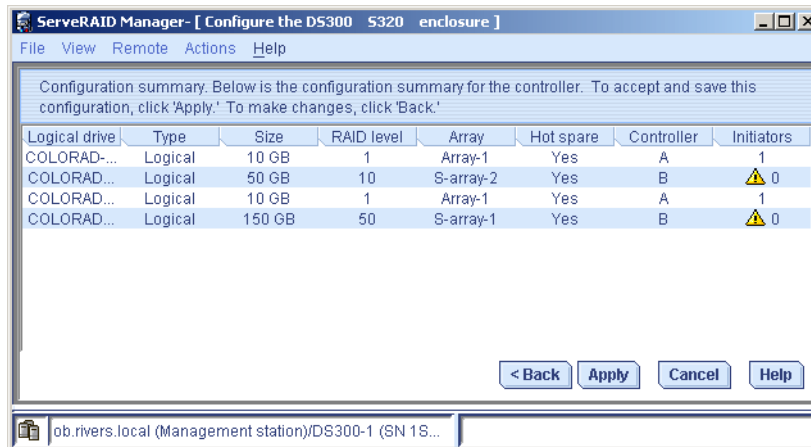 ServeRAID Manager- [ Configure the DS300 S320 enclosure ]
File View Remote Actions Help
Configuration summary. Below is the configuration summary for the controller. To accept and save this
configuration, click 'Apply.' To make changes, click 'Back.'
Logical drive Type Size RAID level Array Hot spare Controller Initiators
COLORAD-... Logical 10 GB 1 Array-1 Yes A 1
COLORAD... Logical 50 GB 10 S-array-2 Yes B 0
COLORAD... Logical 10 GB 1 Array-1 Yes A 1
COLORAD... Logical 150 GB 50 S-array-1 Yes B 0
< Back Apply Cancel Help
ob.rivers.local (Management station)/DS300-1 (SN 1S...